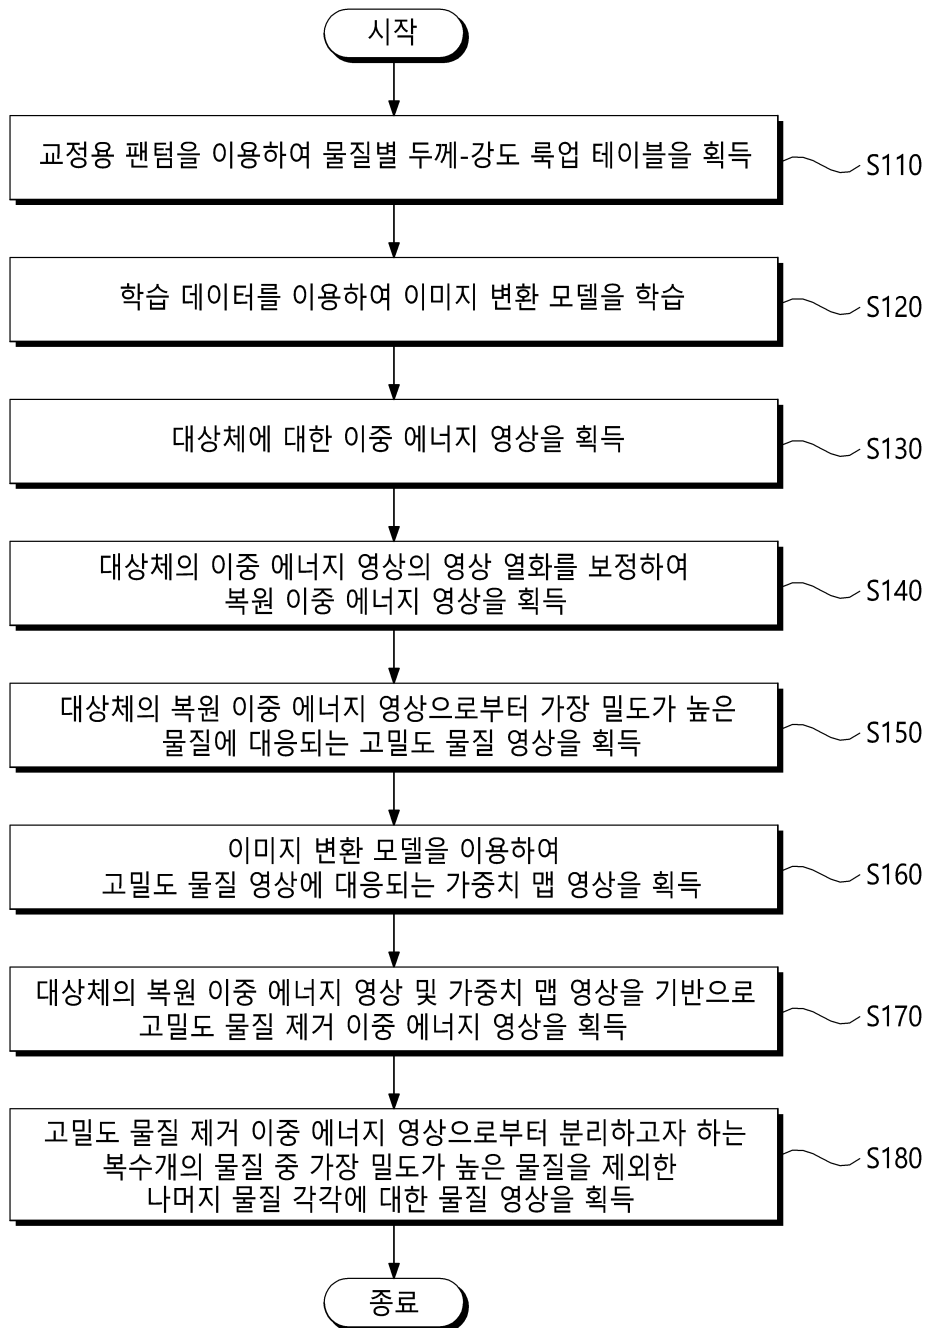 시작
교정용 팬텀을 이용하여 물질별 두께-강도 룩업 테이블을 획득
S110
학습 데이터를 이용하여 이미지 변환 모델을 학습
S120
대상체에 대한 이중 에너지 영상을 획득
S130
대상체의 이중 에너지 영상의 영상 열화를 보정하여
복원 이중 에너지 영상을 획득
S140
대상체의 복원 이중 에너지 영상으로부터 가장 밀도가 높은
물질에 대응되는 고밀도 물질 영상을 획득
S150
이미지 변환 모델을 이용하여
고밀도 물질 영상에 대응되는 가중치 맵 영상을 획득
S160
대상체의 복원 이중 에너지 영상 및 가중치 맵 영상을 기반으로
고밀도 물질 제거 이중 에너지 영상을 획득
S170
고밀도 물질 제거 이중 에너지 영상으로부터 분리하고자 하는
복수개의 물질 중 가장 밀도가 높은 물질을 제외한
나머지 물질 각각에 대한 물질 영상을 획득
S180
종료